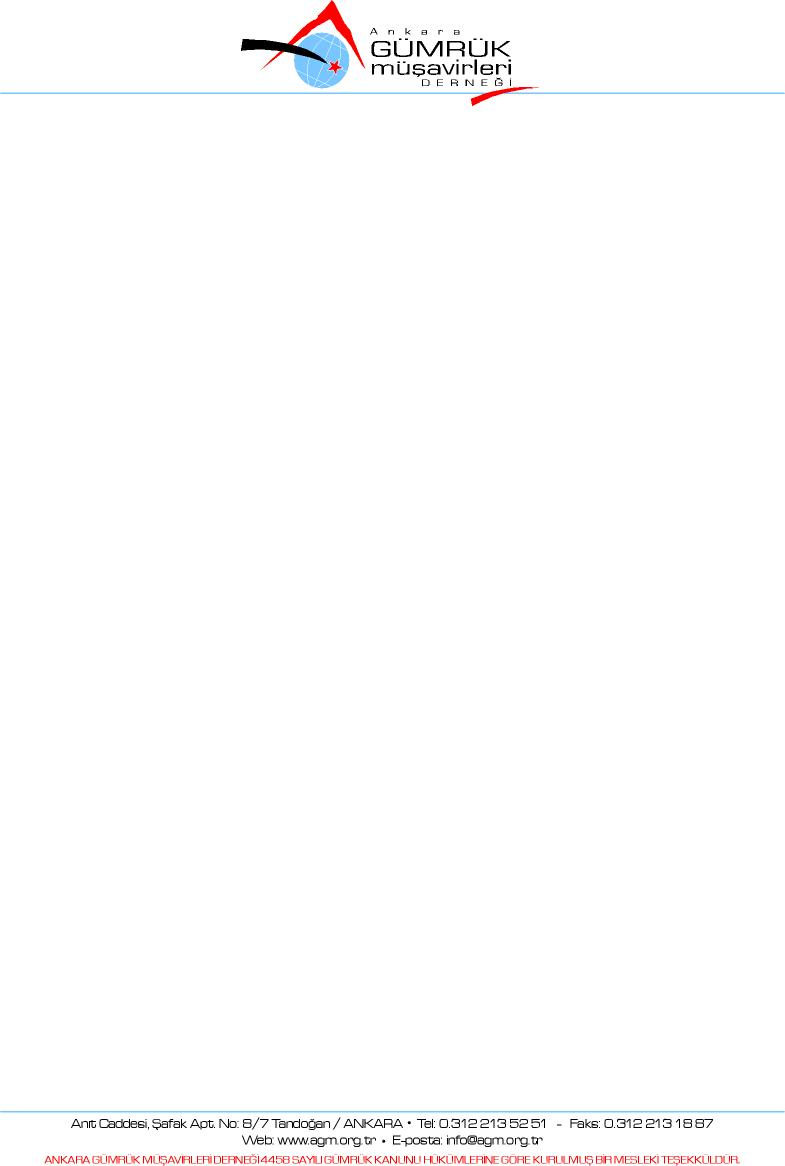 Ankara
GÜMRÜK
müşavirleri
DERNEĞİ
Anıt Caddesi, Şafak Apt. No: 8/7 Tandoğan / ANKARA • Tel: 0.312 213 52 51 - Faks: 0.312 213 18 87
Web: www.agm.org.tr • E-posta: info@agm.org.tr
ANKARA GÜMRÜK MÜŞAVİRLERİ DERNEĞİ 4458 SAYILI GÜMRÜK KANUNU HÜKÜMLERİNE GÖRE KURULMUŞ BİR MESLEKİ TEŞEKKÜLDÜR.